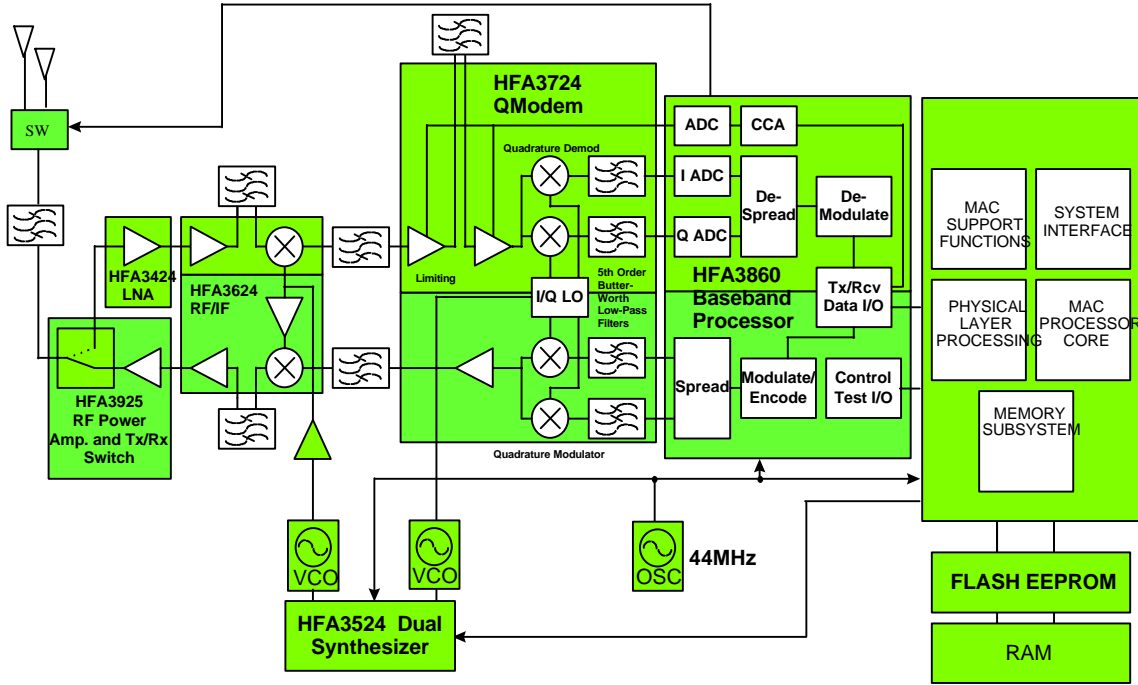 HFA3724
QModem
SW
ADC
CCA
Quadrature Demod
I ADC
De-
Spread
De-
Modulate
Q ADC
MAC
SUPPORT
FUNCTIONS
SYSTEM
INTERFACE
HFA3424
LNA
HFA3624
RF/IF
Limiting
I/Q LO
5th Order
Butter-
Worth
Low-Pass
Filters
HFA3860
Baseband
Processor
Tx/Rcv
Data I/O
PHYSICAL
LAYER
PROCESSING
MAC
PROCESSOR
CORE
HFA3925
RF Power
Amp. and Tx/Rx
Switch
Spread
Modulate/
Encode
Control
Test I/O
MEMORY
SUBSYSTEM
Quadrature Modulator
VCO
VCO
OSC
44MHz
FLASH EEPROM
HFA3524 Dual
Synthesizer
RAM